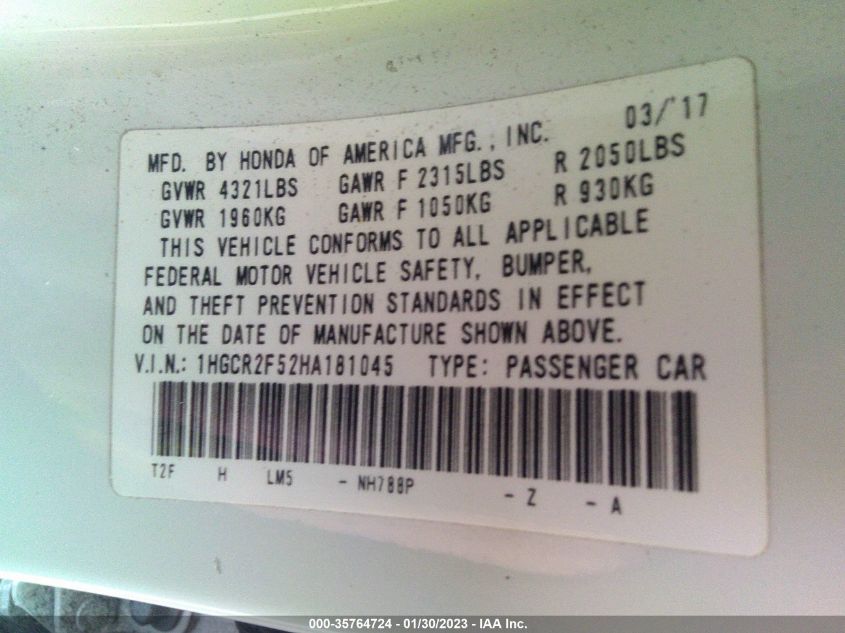 03/'17
MFD. BY HONDA OF AMERICA MFG., INC.
GVWR 4321LBS GAWR F 2315LBS R 2050LBS
GVWR 1960KG GAWR F 1050KG R 930KG
THIS VEHICLE CONFORMS TO ALL APPLICABLE
FEDERAL MOTOR VEHICLE SAFETY, BUMPER,
AND THEFT PREVENTION STANDARDS IN EFFECT
ON THE DATE OF MANUFACTURE SHOWN ABOVE.
V.I.N.: 1HGCR2F52HA181045 TYPE: PASSENGER CAR
T2F H LM5 - NH788P - Z - A
000-35764724 - 01/30/2023 - IAA Inc.